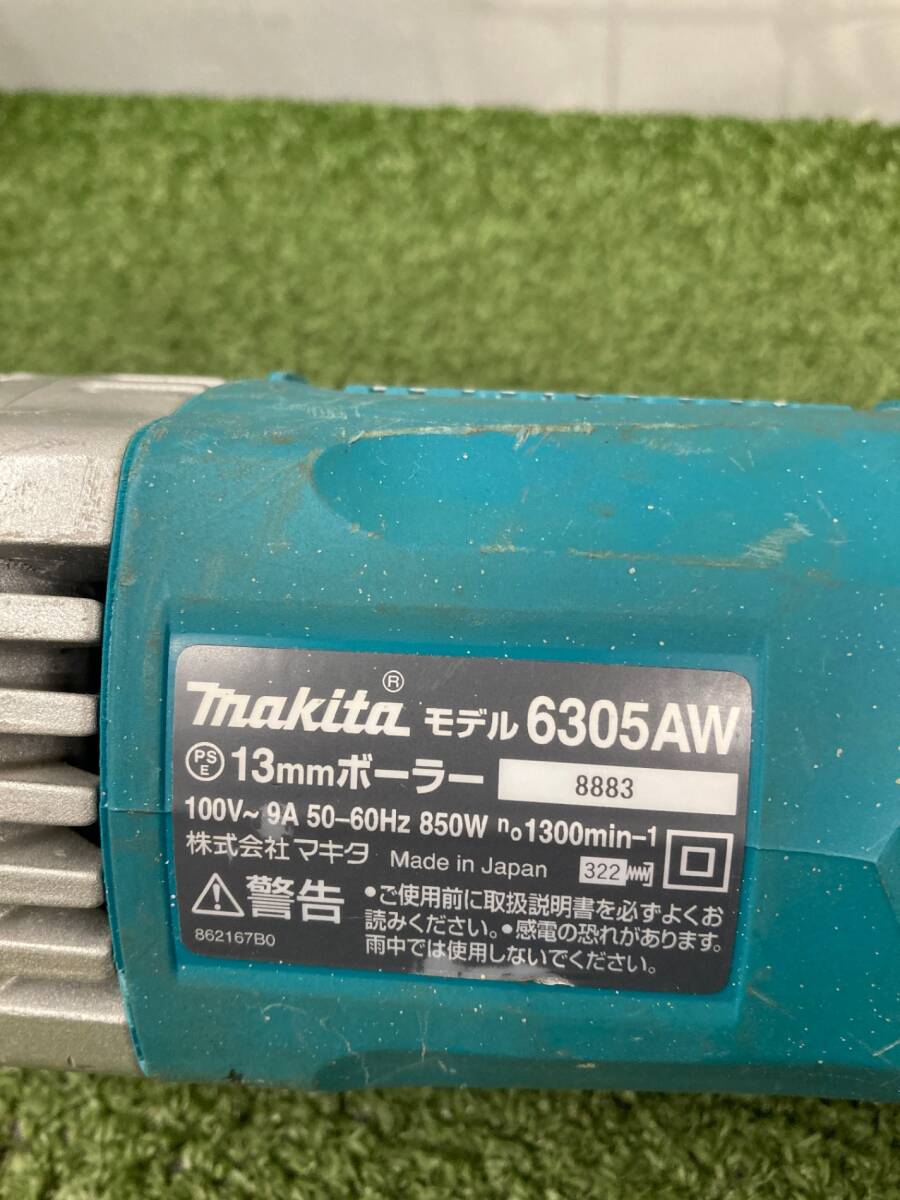 makita® モデル 6305AW
PSE 13mmボーラー 8883
100V~ 9A 50-60Hz 850W n₀1300min-1
株式会社マキタ Made in Japan 322
警告 •ご使用前に取扱説明書を必ずよくお
読みください。•感電の恐れがあります。
862167B0 雨中では使用しないでください。